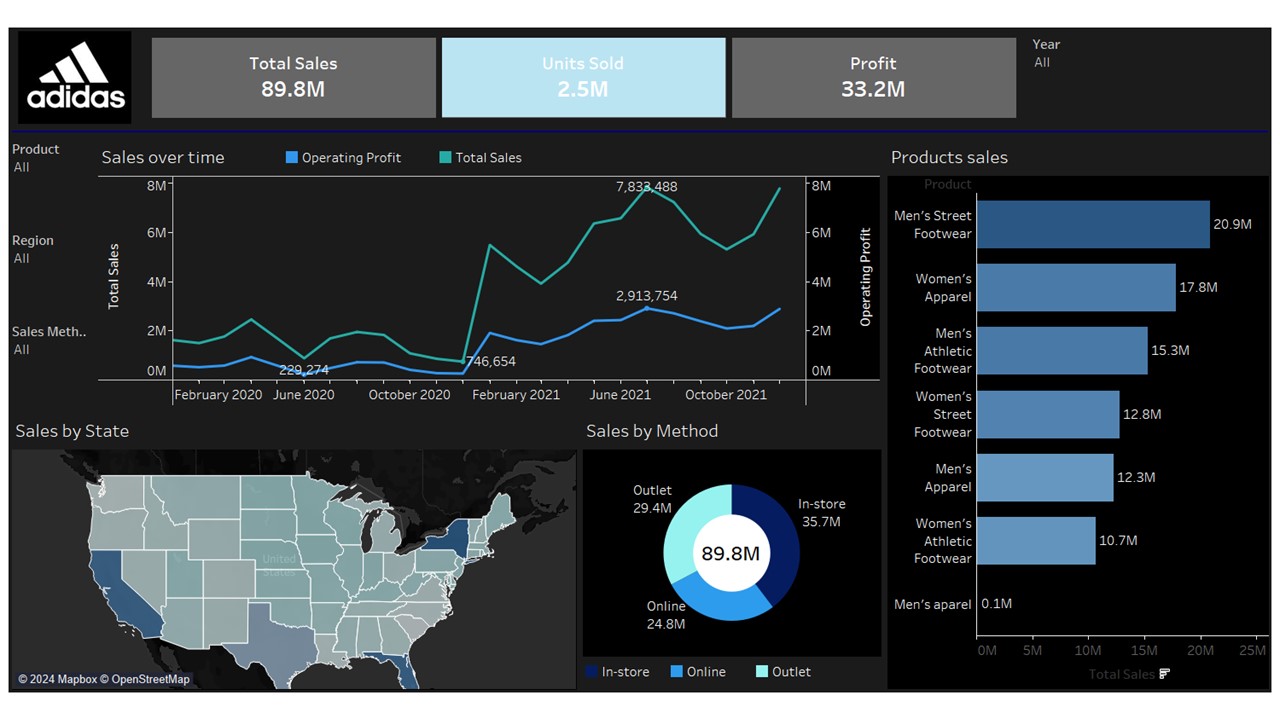 adidas
Total Sales
89.8M
Units Sold
2.5M
Profit
33.2M
Year
All
Product
All
Region
All
Sales Meth..
All
Sales over time
Operating Profit
Total Sales
8M
6M
4M
2M
0M
Total Sales
7,833,488
2,913,754
746,654
229,274
8M
6M
4M
2M
0M
Operating Profit
February 2020
June 2020
October 2020
February 2021
June 2021
October 2021
Products sales
Product
Men's Street
Footwear
20.9M
Women's
Apparel
17.8M
Men's
Athletic
Footwear
15.3M
Women's
Street
Footwear
12.8M
Men's
Apparel
12.3M
Women's
Athletic
Footwear
10.7M
Men's aparel
0.1M
0M
5M
10M
15M
20M
25M
Total Sales
Sales by State
United
States
© 2024 Mapbox © OpenStreetMap
Sales by Method
Outlet
29.4M
In-store
35.7M
89.8M
Online
24.8M
In-store
Online
Outlet